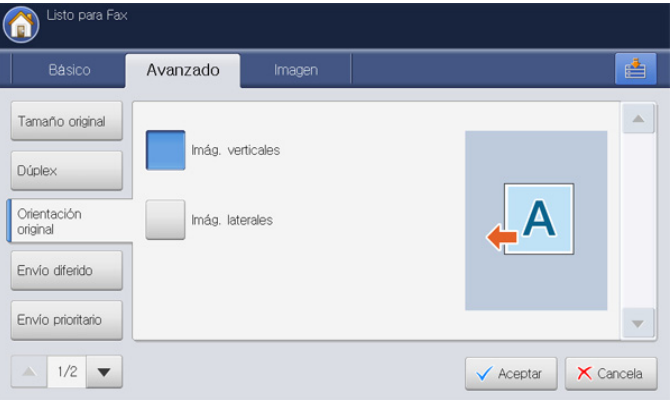 Listo para Fax
Básico
Avanzado
Imagen
Tamaño original
Dúplex
Orientación
original
Envío diferido
Envío prioritario
1/2
Imág. verticales
Imág. laterales
A
Aceptar
Cancela